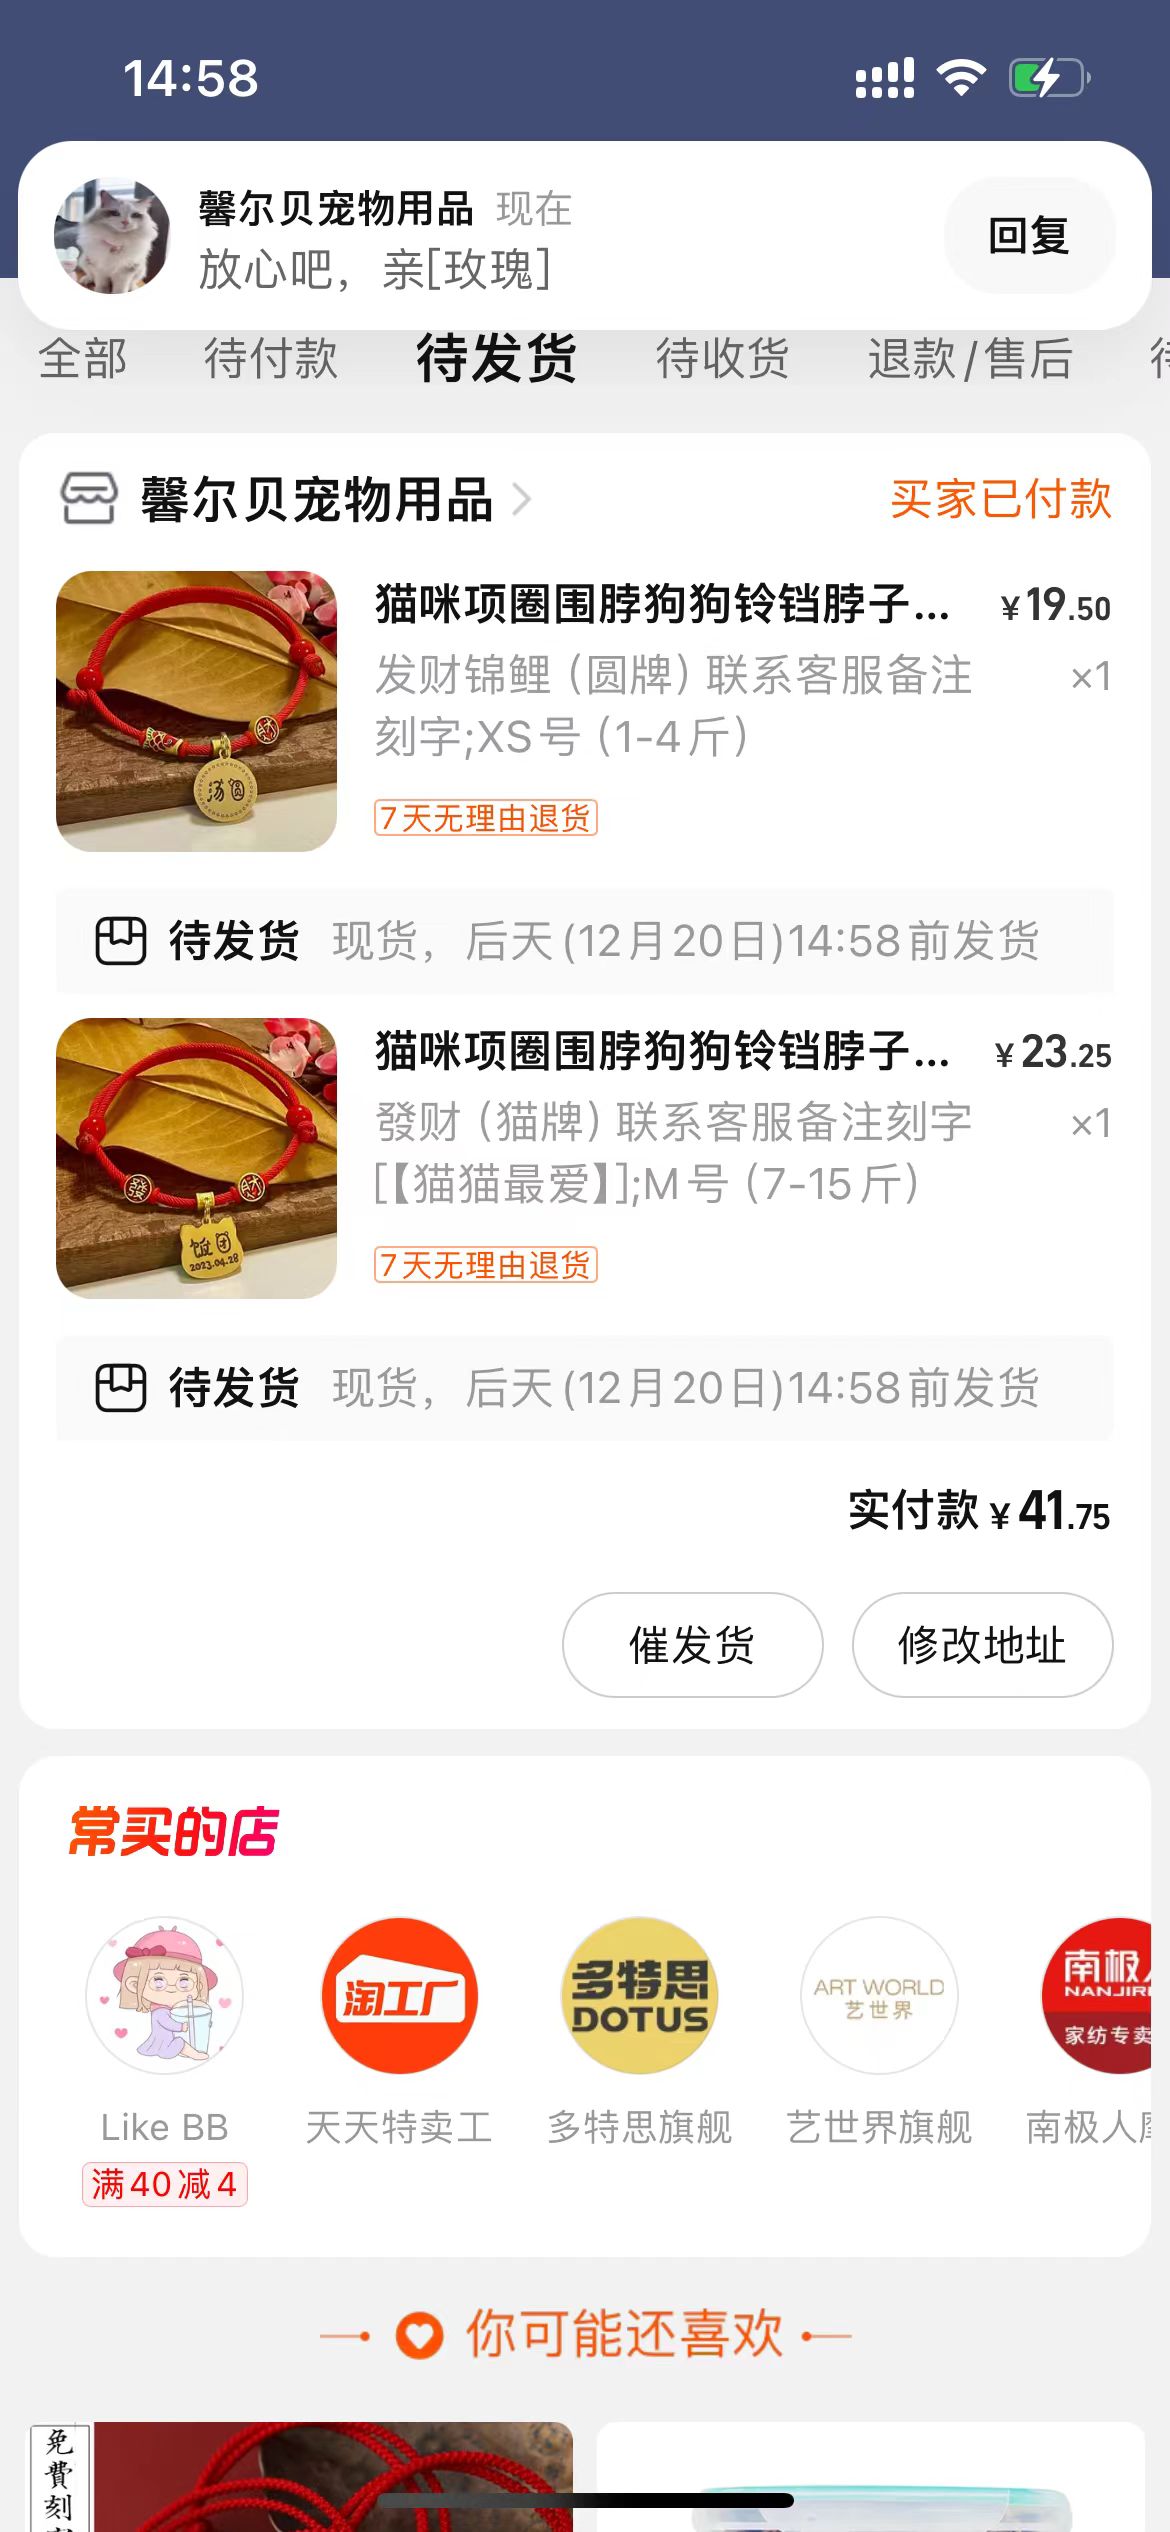 14:58
馨尔贝宠物用品 现在
放心吧，亲[玫瑰]
回复
全部 待付款 待发货 待收货 退款/售后
馨尔贝宠物用品
买家已付款
猫咪项圈围脖狗狗铃铛脖子... ¥19.50
发财锦鲤（圆牌）联系客服备注 ×1
刻字;XS号（1-4斤）
7天无理由退货
汤圆
待发货 现货，后天(12月20日)14:58前发货
猫咪项圈围脖狗狗铃铛脖子... ¥23.25
發财（猫牌）联系客服备注刻字 ×1
[【猫猫最爱】];M号（7-15斤）
7天无理由退货
發 财
饭团
2023.04.28
待发货 现货，后天(12月20日)14:58前发货
实付款 ¥41.75
催发货 修改地址
常买的店
淘工厂
多特思
DOTUS
ART WORLD
艺世界
南极
NANJIR
家纺专卖
Like BB 天天特卖工 多特思旗舰 艺世界旗舰 南极人
满40减4
你可能还喜欢
免費刻